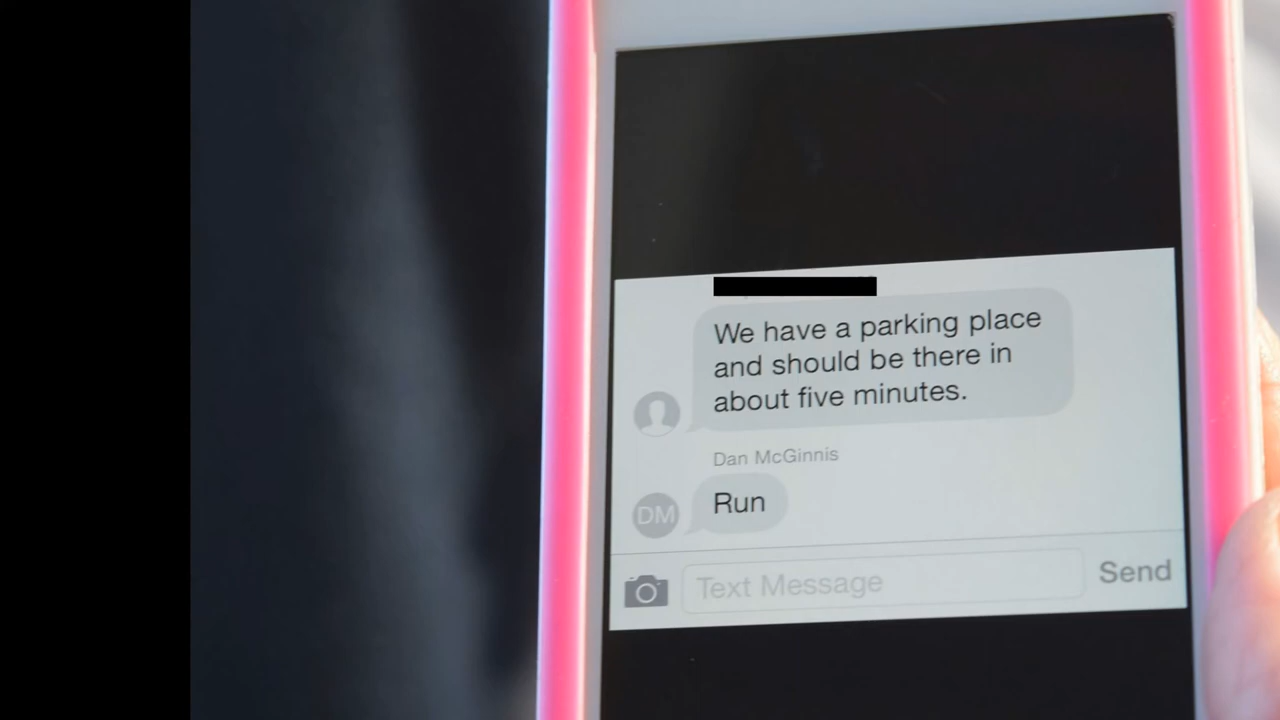 We have a parking place
and should be there in
about five minutes.
Dan McGinnis
DM
Run
Text Message
Send